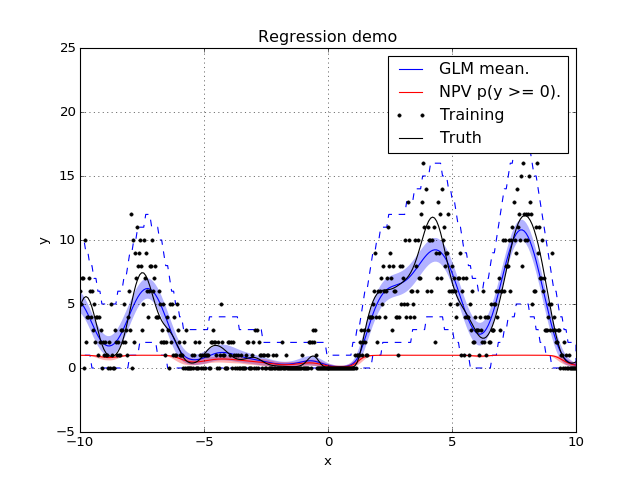 Regression demo
GLM mean.
NPV p(y >= 0).
Training
Truth
25
20
15
10
5
0
−5
y
−10
−5
0
5
10
x